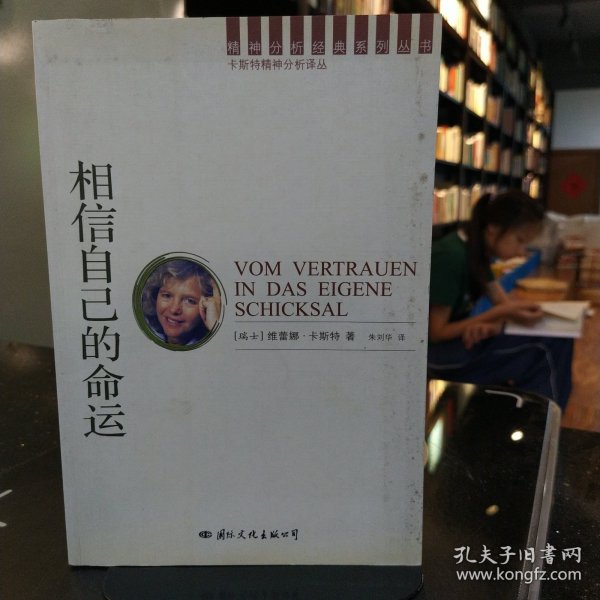 精神分析经典系列丛书
卡斯特精神分析译丛
相信自己的命运
VOM VERTRAUEN
IN DAS EIGENE
SCHICKSAL
[瑞士] 维蕾娜·卡斯特 著 朱刘华 译
国际文化出版公司
孔夫子旧书网
www.kongfz.com